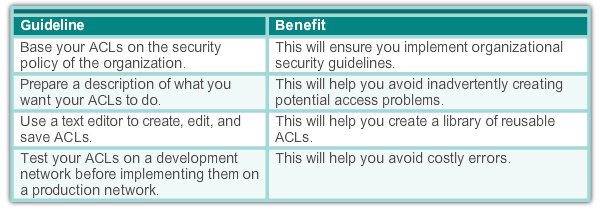 Guideline Benefit
Base your ACLs on the security This will ensure you implement organizational
policy of the organization. security guidelines.
Prepare a description of what you This will help you avoid inadvertently creating
want your ACLs to do. potential access problems.
Use a text editor to create, edit, and This will help you create a library of reusable
save ACLs. ACLs.
Test your ACLs on a development This will help you avoid costly errors.
network before implementing them on
a production network.